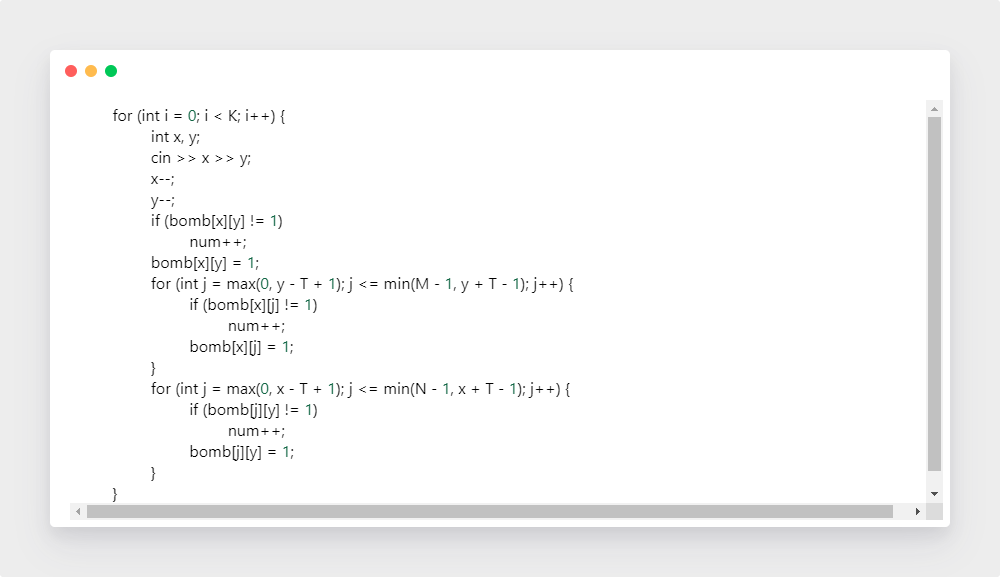 for (int i = 0; i < K; i++) {
int x, y;
cin >> x >> y;
x--;
y--;
if (bomb[x][y] != 1)
num++;
bomb[x][y] = 1;
for (int j = max(0, y - T + 1); j <= min(M - 1, y + T - 1); j++) {
if (bomb[x][j] != 1)
num++;
bomb[x][j] = 1;
}
for (int j = max(0, x - T + 1); j <= min(N - 1, x + T - 1); j++) {
if (bomb[j][y] != 1)
num++;
bomb[j][y] = 1;
}
}